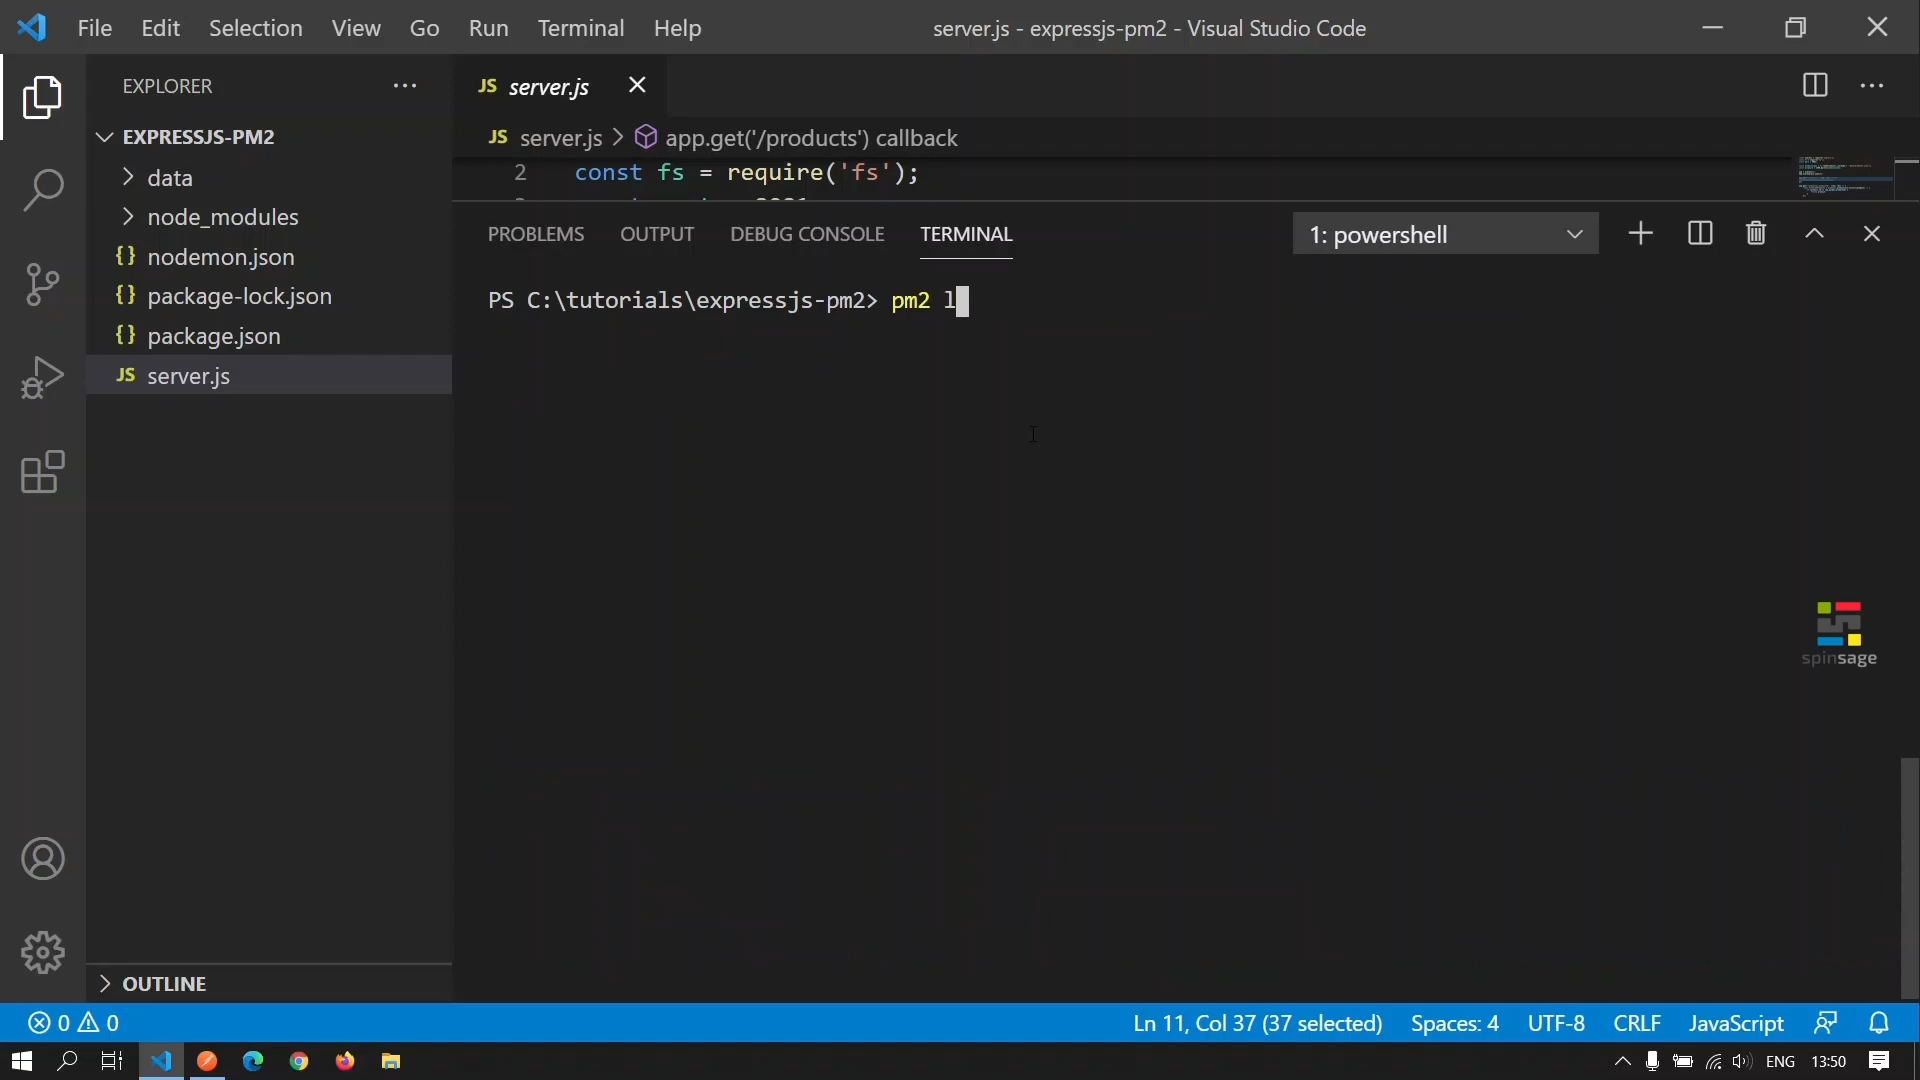 File Edit Selection View Go Run Terminal Help
server.js - expressjs-pm2 - Visual Studio Code
EXPLORER
EXPRESSJS-PM2
data
node_modules
{} nodemon.json
{} package-lock.json
{} package.json
JS server.js
OUTLINE
JS server.js
JS server.js > app.get('/products') callback
2 const fs = require('fs');
PROBLEMS OUTPUT DEBUG CONSOLE TERMINAL
1: powershell
PS C:\tutorials\expressjs-pm2> pm2 l
spinsage
0 0
Ln 11, Col 37 (37 selected) Spaces: 4 UTF-8 CRLF JavaScript
ENG 13:50